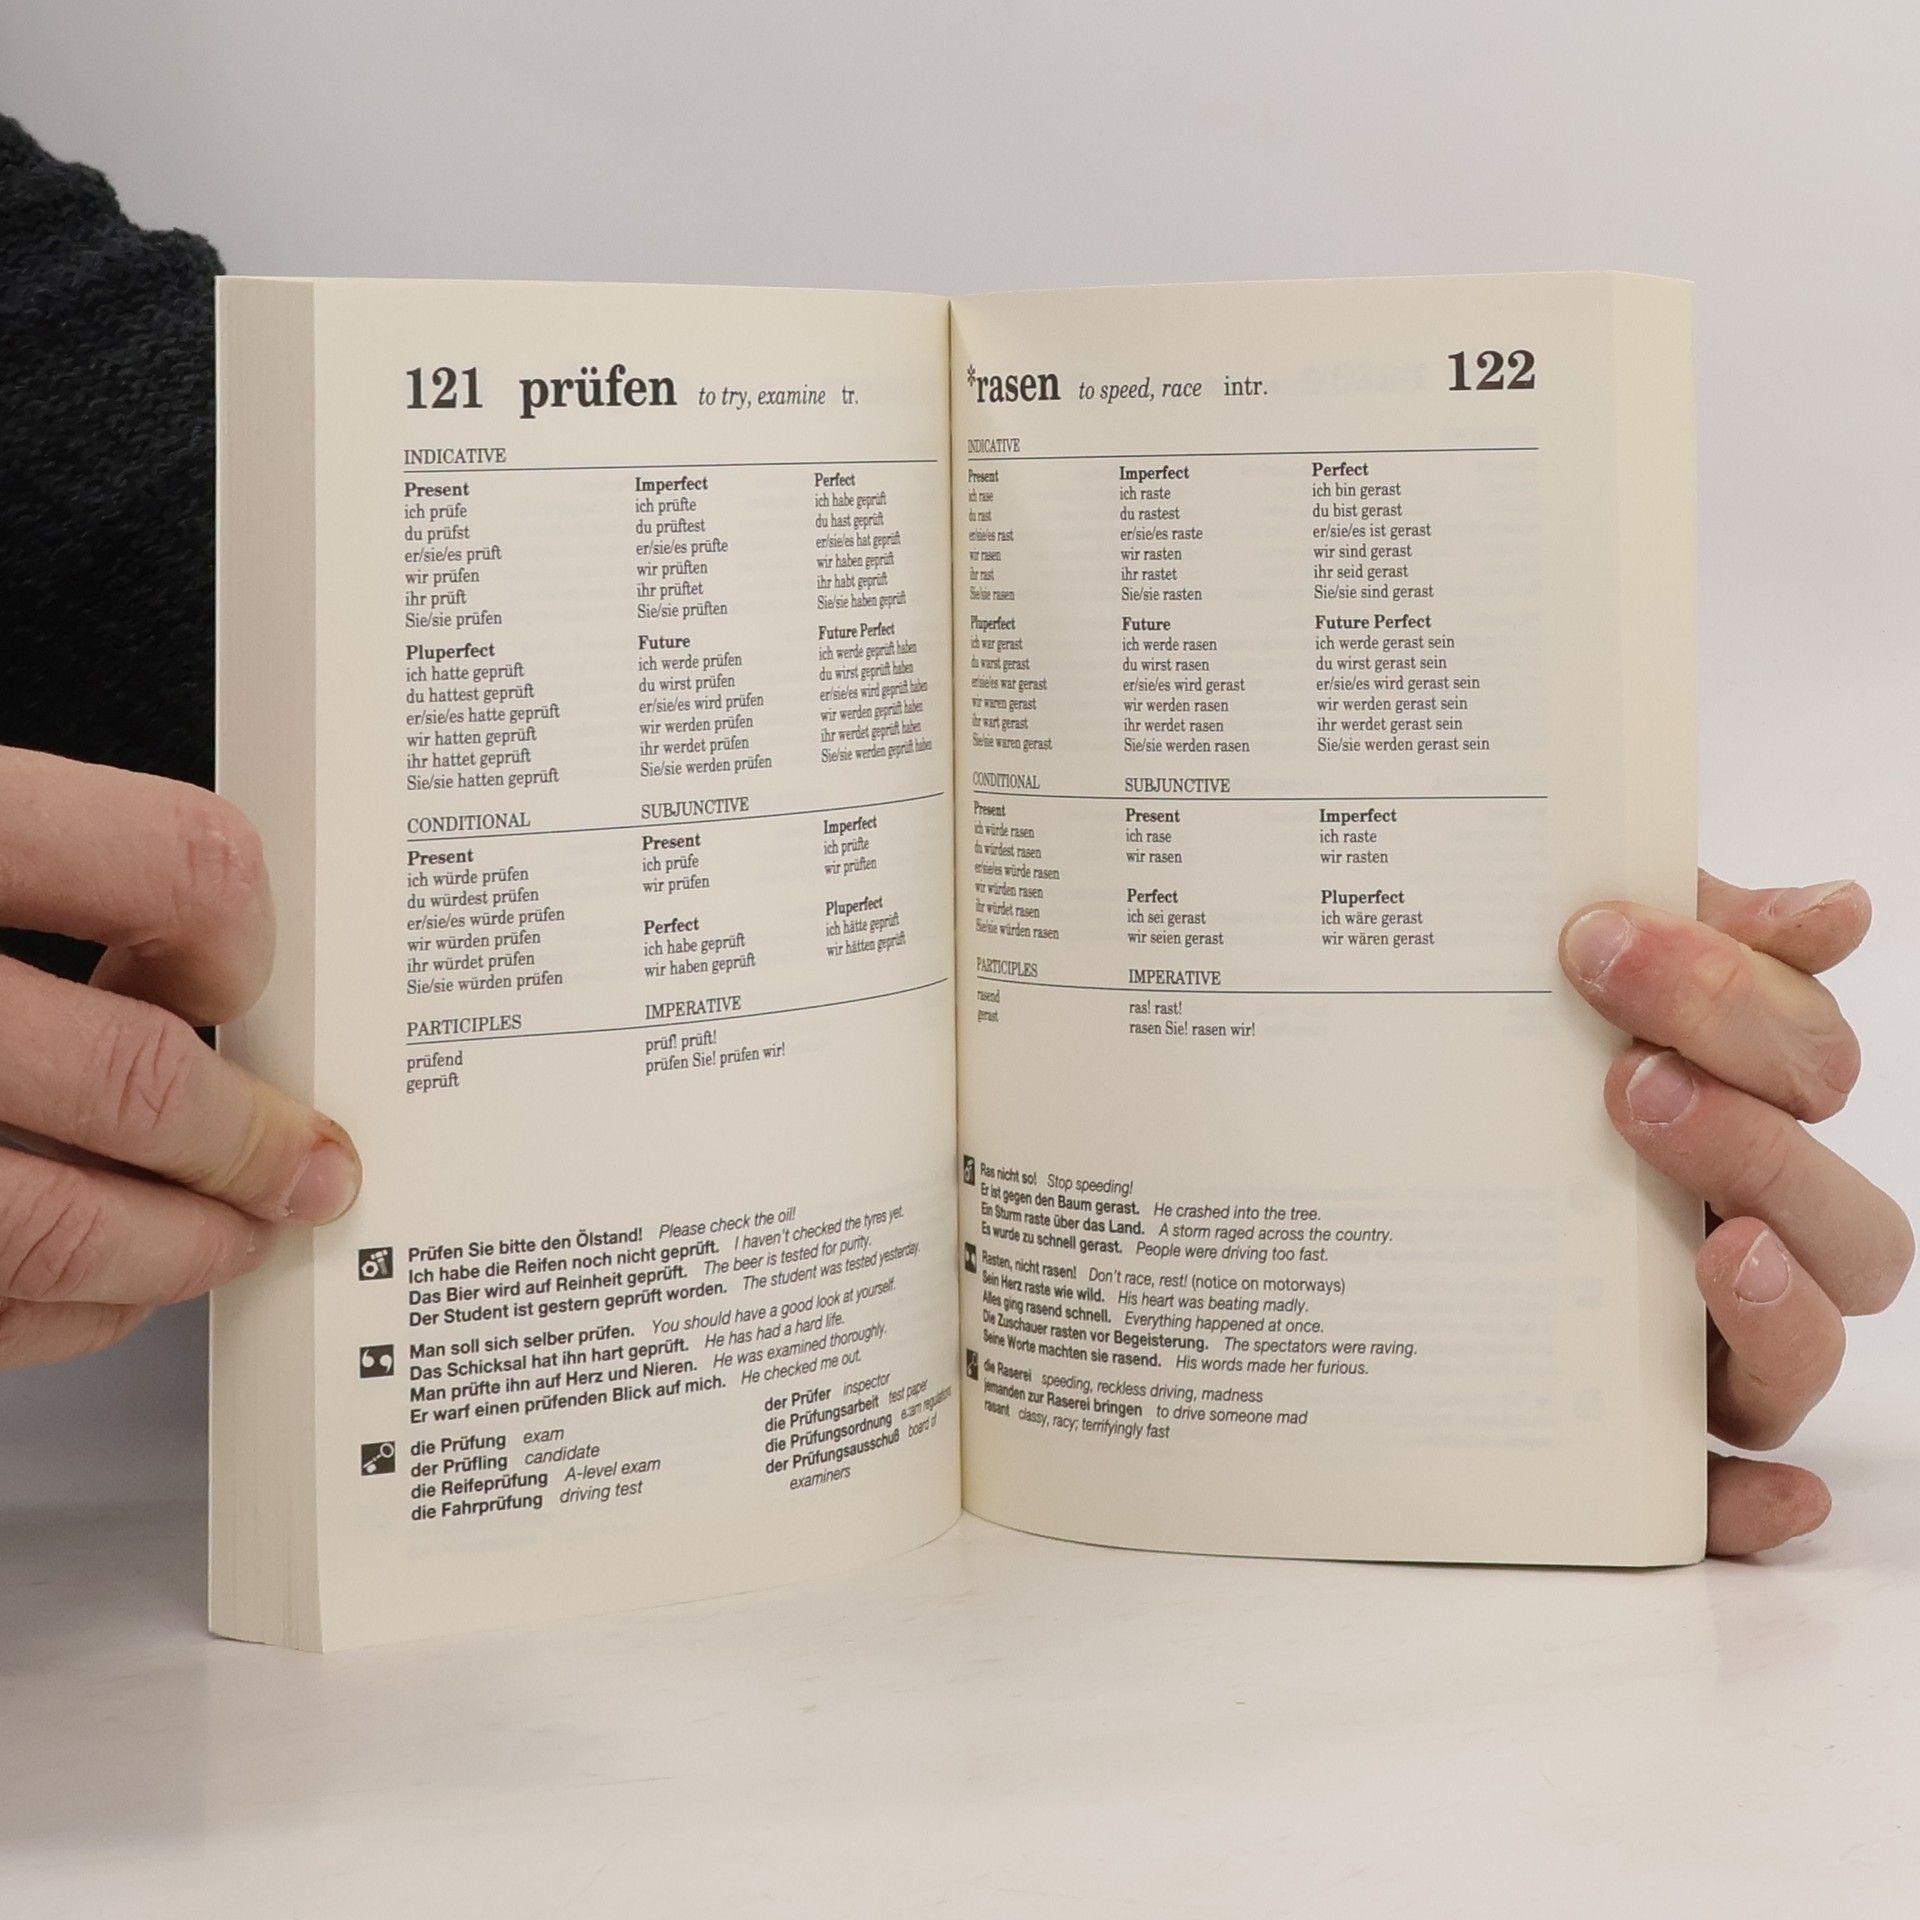 121 prüfen to try, examine tr.
INDICATIVE
Present
ich prüfe
du prüfst
er/sie/es prüft
wir prüfen
ihr prüft
Sie/sie prüfen
Imperfect
ich prüfte
du prüftest
er/sie/es prüfte
wir prüften
ihr prüftet
Sie/sie prüften
Perfect
ich habe geprüft
du hast geprüft
er/sie/es hat geprüft
wir haben geprüft
ihr habt geprüft
Sie/sie haben geprüft
Pluperfect
ich hatte geprüft
du hattest geprüft
er/sie/es hatte geprüft
wir hatten geprüft
ihr hattet geprüft
Sie/sie hatten geprüft
Future
ich werde prüfen
du wirst prüfen
er/sie/es wird prüfen
wir werden prüfen
ihr werdet prüfen
Sie/sie werden prüfen
Future Perfect
ich werde geprüft haben
du wirst geprüft haben
er/sie/es wird geprüft haben
wir werden geprüft haben
ihr werdet geprüft haben
Sie/sie werden geprüft haben
CONDITIONAL
Present
ich würde prüfen
du würdest prüfen
er/sie/es würde prüfen
wir würden prüfen
ihr würdet prüfen
Sie/sie würden prüfen
SUBJUNCTIVE
Present
ich prüfe
wir prüfen
Imperfect
ich prüfte
wir prüften
Perfect
ich habe geprüft
wir haben geprüft
Pluperfect
ich hätte geprüft
wir hätten geprüft
PARTICIPLES
prüfend
geprüft
IMPERATIVE
prüf! prüft!
prüfen Sie! prüfen wir!
Prüfen Sie bitte den Ölstand! Please check the oil!
Ich habe die Reifen noch nicht geprüft. I haven't checked the tyres yet.
Das Bier wird auf Reinheit geprüft. The beer is tested for purity.
Der Student ist gestern geprüft worden. The student was tested yesterday.
Man soll sich selber prüfen. You should have a good look at yourself.
Das Schicksal hat ihn hart geprüft. He has had a hard life.
Man prüfte ihn auf Herz und Nieren. He was examined thoroughly.
Er warf einen prüfenden Blick auf mich. He checked me out.
die Prüfung exam
der Prüfling candidate
die Reifeprüfung A-level exam
die Fahrprüfung driving test
der Prüfer inspector
die Prüfungsarbeit test paper
die Prüfungsordnung exam regulations
der Prüfungsausschuß board of
examiners
*rasen to speed, race intr. 122
INDICATIVE
Present
ich rase
du rast
er/sie/es rast
wir rasen
ihr rast
Sie/sie rasen
Imperfect
ich raste
du rastest
er/sie/es raste
wir rasten
ihr rastet
Sie/sie rasten
Perfect
ich bin gerast
du bist gerast
er/sie/es ist gerast
wir sind gerast
ihr seid gerast
Sie/sie sind gerast
Pluperfect
ich war gerast
du warst gerast
er/sie/es war gerast
wir waren gerast
ihr wart gerast
Sie/sie waren gerast
Future
ich werde rasen
du wirst rasen
er/sie/es wird gerast
wir werden rasen
ihr werdet rasen
Sie/sie werden rasen
Future Perfect
ich werde gerast sein
du wirst gerast sein
er/sie/es wird gerast sein
wir werden gerast sein
ihr werdet gerast sein
Sie/sie werden gerast sein
CONDITIONAL
Present
ich würde rasen
du würdest rasen
er/sie/es würde rasen
wir würden rasen
ihr würdet rasen
Sie/sie würden rasen
SUBJUNCTIVE
Present
ich rase
wir rasen
Imperfect
ich raste
wir rasten
Perfect
ich sei gerast
wir seien gerast
Pluperfect
ich wäre gerast
wir wären gerast
PARTICIPLES
rasend
gerast
IMPERATIVE
ras! rast!
rasen Sie! rasen wir!
Ras nicht so! Stop speeding!
Er ist gegen den Baum gerast. He crashed into the tree.
Ein Sturm raste über das Land. A storm raged across the country.
Es wurde zu schnell gerast. People were driving too fast.
Rasten, nicht rasen! Don't race, rest! (notice on motorways)
Sein Herz raste wie wild. His heart was beating madly.
Alles ging rasend schnell. Everything happened at once.
Die Zuschauer rasten vor Begeisterung. The spectators were raving.
Seine Worte machten sie rasend. His words made her furious.
die Raserei speeding, reckless driving, madness
jemanden zur Raserei bringen to drive someone mad
rasant classy, racy; terrifyingly fast